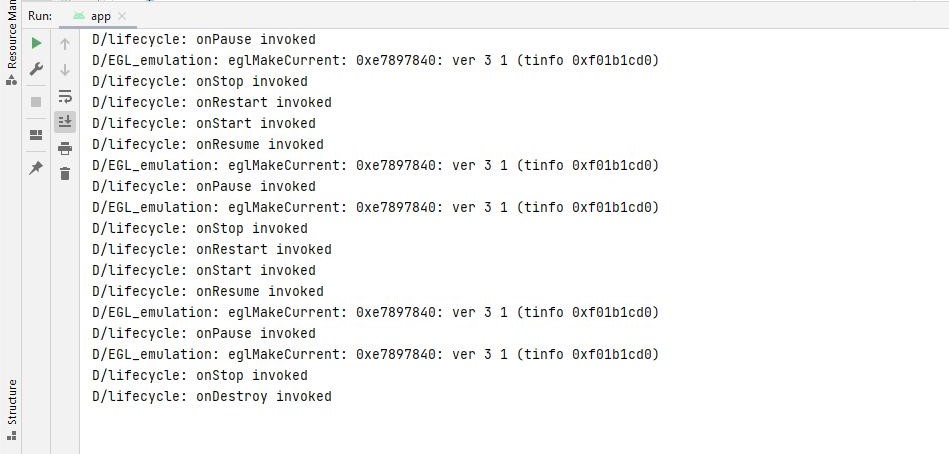 Resource Man
Run: app
D/lifecycle: onPause invoked
D/EGL_emulation: eglMakeCurrent: 0xe7897840: ver 3 1 (tinfo 0xf01b1cd0)
D/lifecycle: onStop invoked
D/lifecycle: onRestart invoked
D/lifecycle: onStart invoked
D/lifecycle: onResume invoked
D/EGL_emulation: eglMakeCurrent: 0xe7897840: ver 3 1 (tinfo 0xf01b1cd0)
D/lifecycle: onPause invoked
D/EGL_emulation: eglMakeCurrent: 0xe7897840: ver 3 1 (tinfo 0xf01b1cd0)
D/lifecycle: onStop invoked
D/lifecycle: onRestart invoked
D/lifecycle: onStart invoked
D/lifecycle: onResume invoked
D/EGL_emulation: eglMakeCurrent: 0xe7897840: ver 3 1 (tinfo 0xf01b1cd0)
D/lifecycle: onPause invoked
D/EGL_emulation: eglMakeCurrent: 0xe7897840: ver 3 1 (tinfo 0xf01b1cd0)
D/lifecycle: onStop invoked
D/lifecycle: onDestroy invoked
Structure